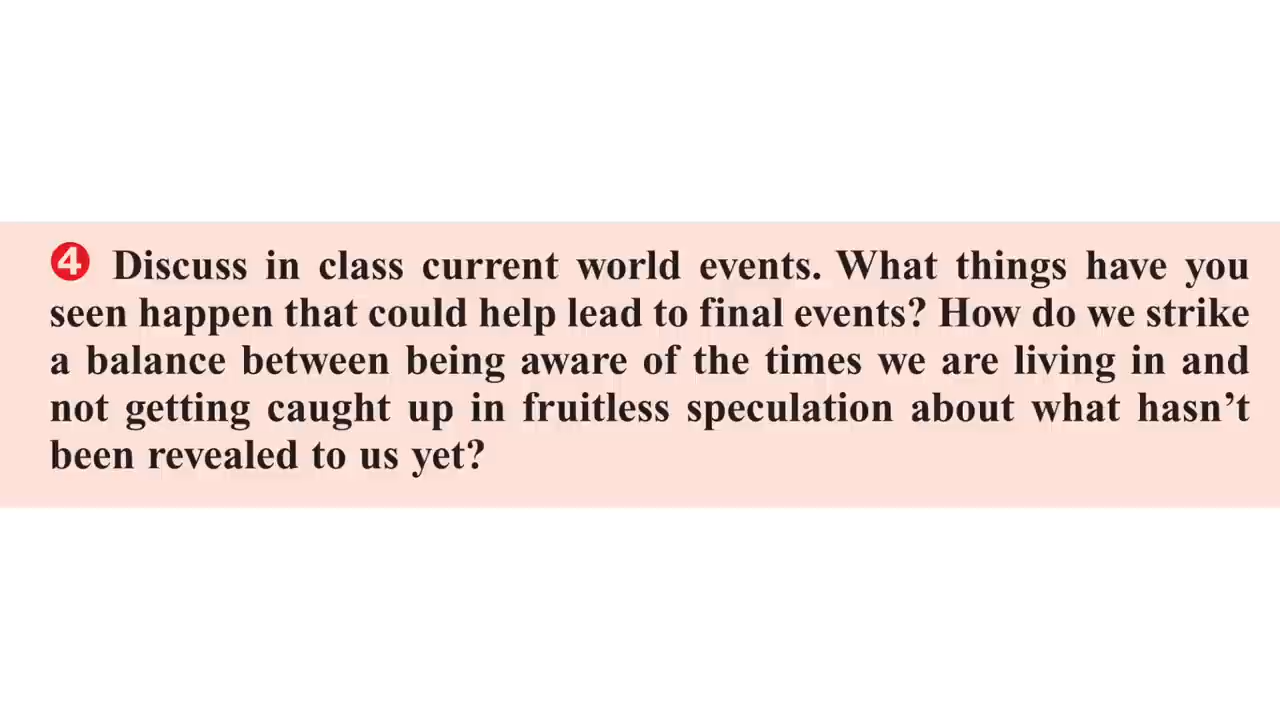 4 Discuss in class current world events. What things have you
seen happen that could help lead to final events? How do we strike
a balance between being aware of the times we are living in and
not getting caught up in fruitless speculation about what hasn’t
been revealed to us yet?